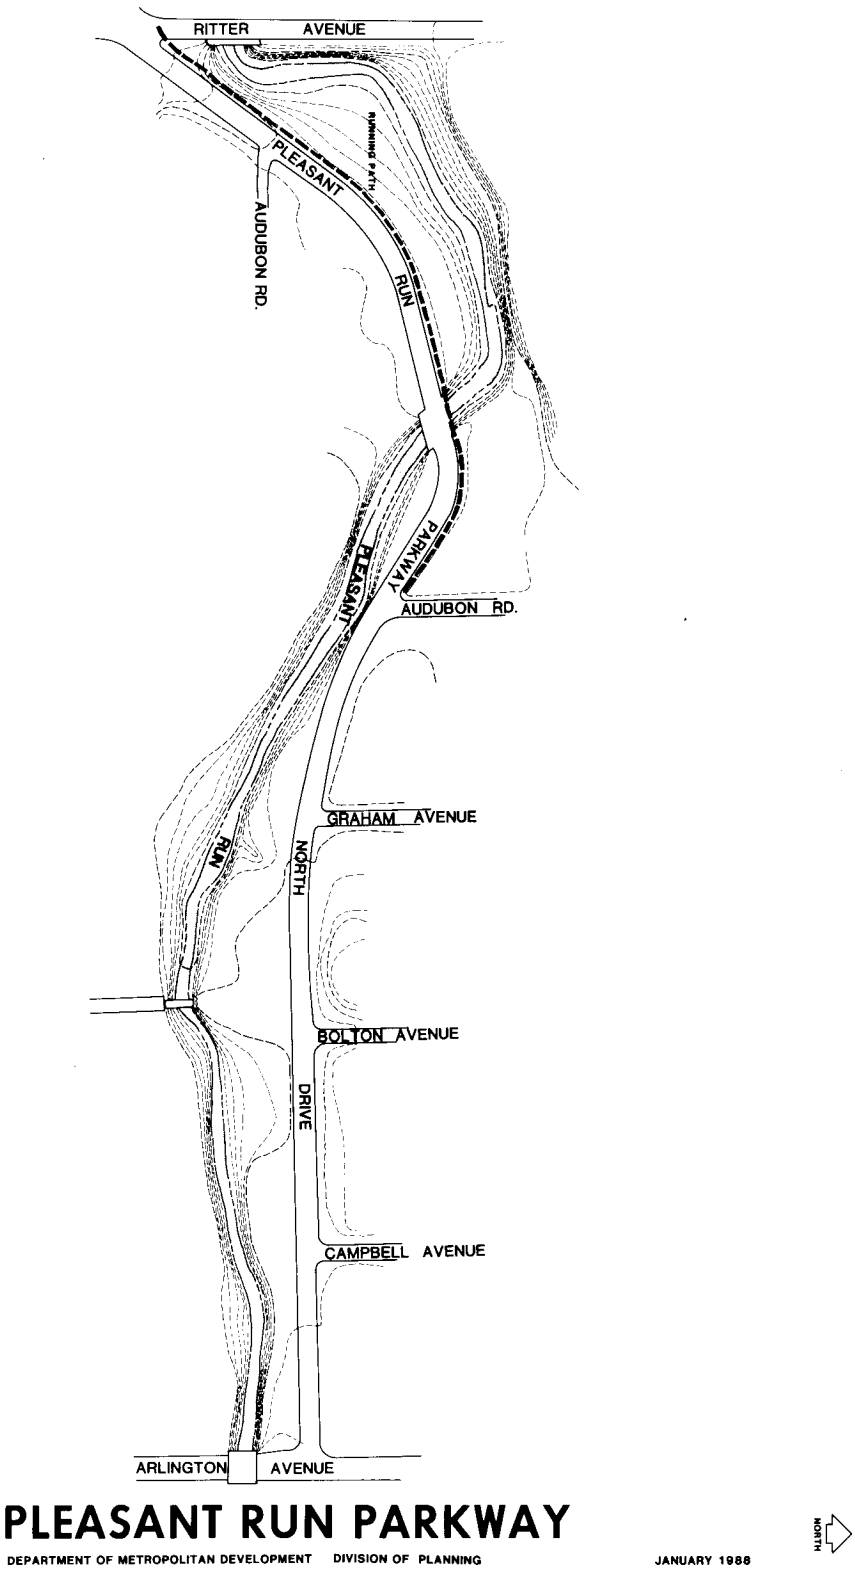 RITTER AVENUE
RUNNING PATH
PLEASANT
AUDUBON RD.
RUN
PARKWAY
PLEASANT
AUDUBON RD.
GRAHAM AVENUE
RUN
NORTH
BOLTON AVENUE
DRIVE
CAMPBELL AVENUE
ARLINGTON AVENUE
PLEASANT RUN PARKWAY
NORTH
DEPARTMENT OF METROPOLITAN DEVELOPMENT DIVISION OF PLANNING JANUARY 1988